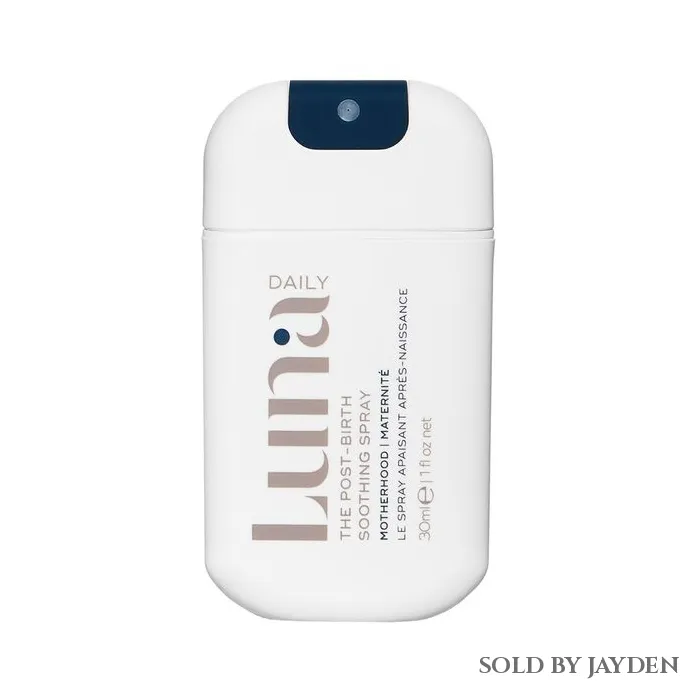 DAILY
Luna
THE POST-BIRTH
SOOTHING SPRAY
MOTHERHOOD | MATERNITÉ
LE SPRAY APAISANT APRÉS-NAISSANCE
30ml℮ | 1 fl oz net
SOLD BY JAYDEN